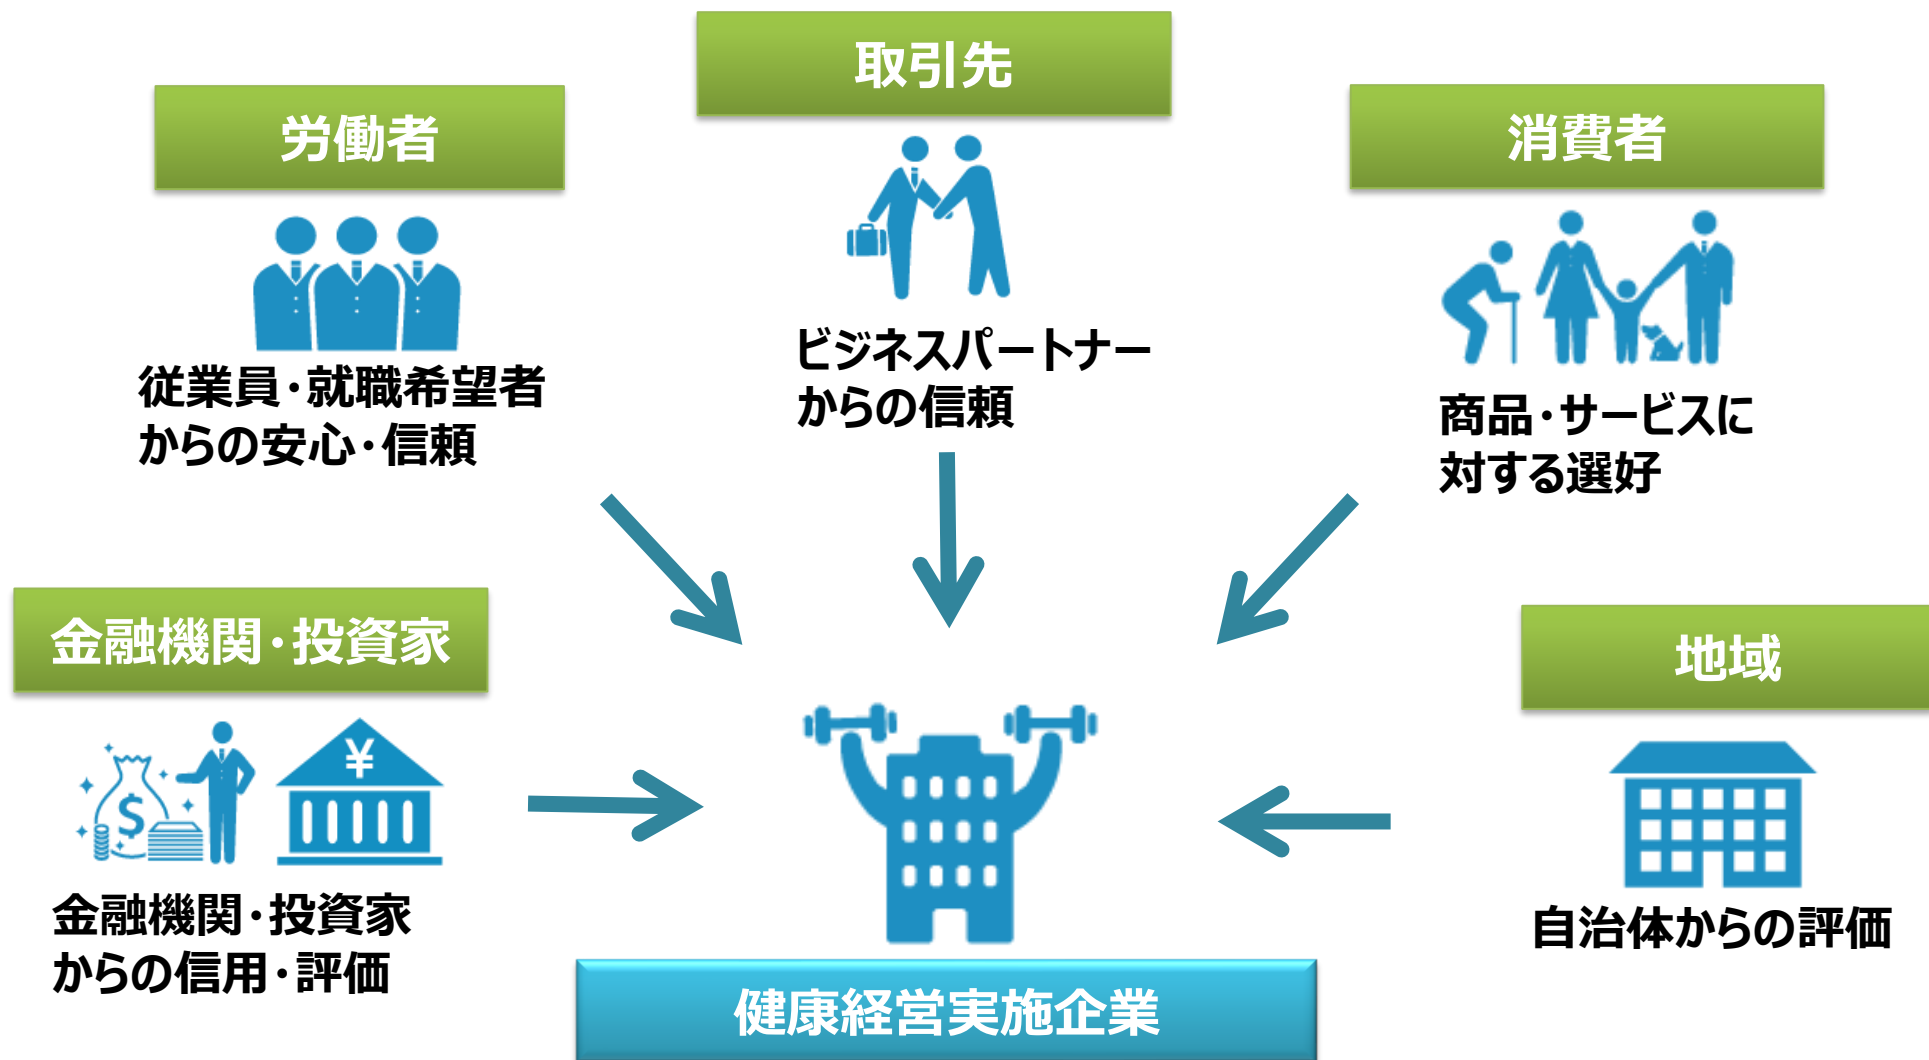 取引先
労働者
消費者
ビジネスパートナー
からの信頼
従業員・就職希望者
からの安心・信頼
商品・サービスに
対する選好
金融機関・投資家
地域
¥
$
金融機関・投資家
からの信用・評価
自治体からの評価
健康経営実施企業